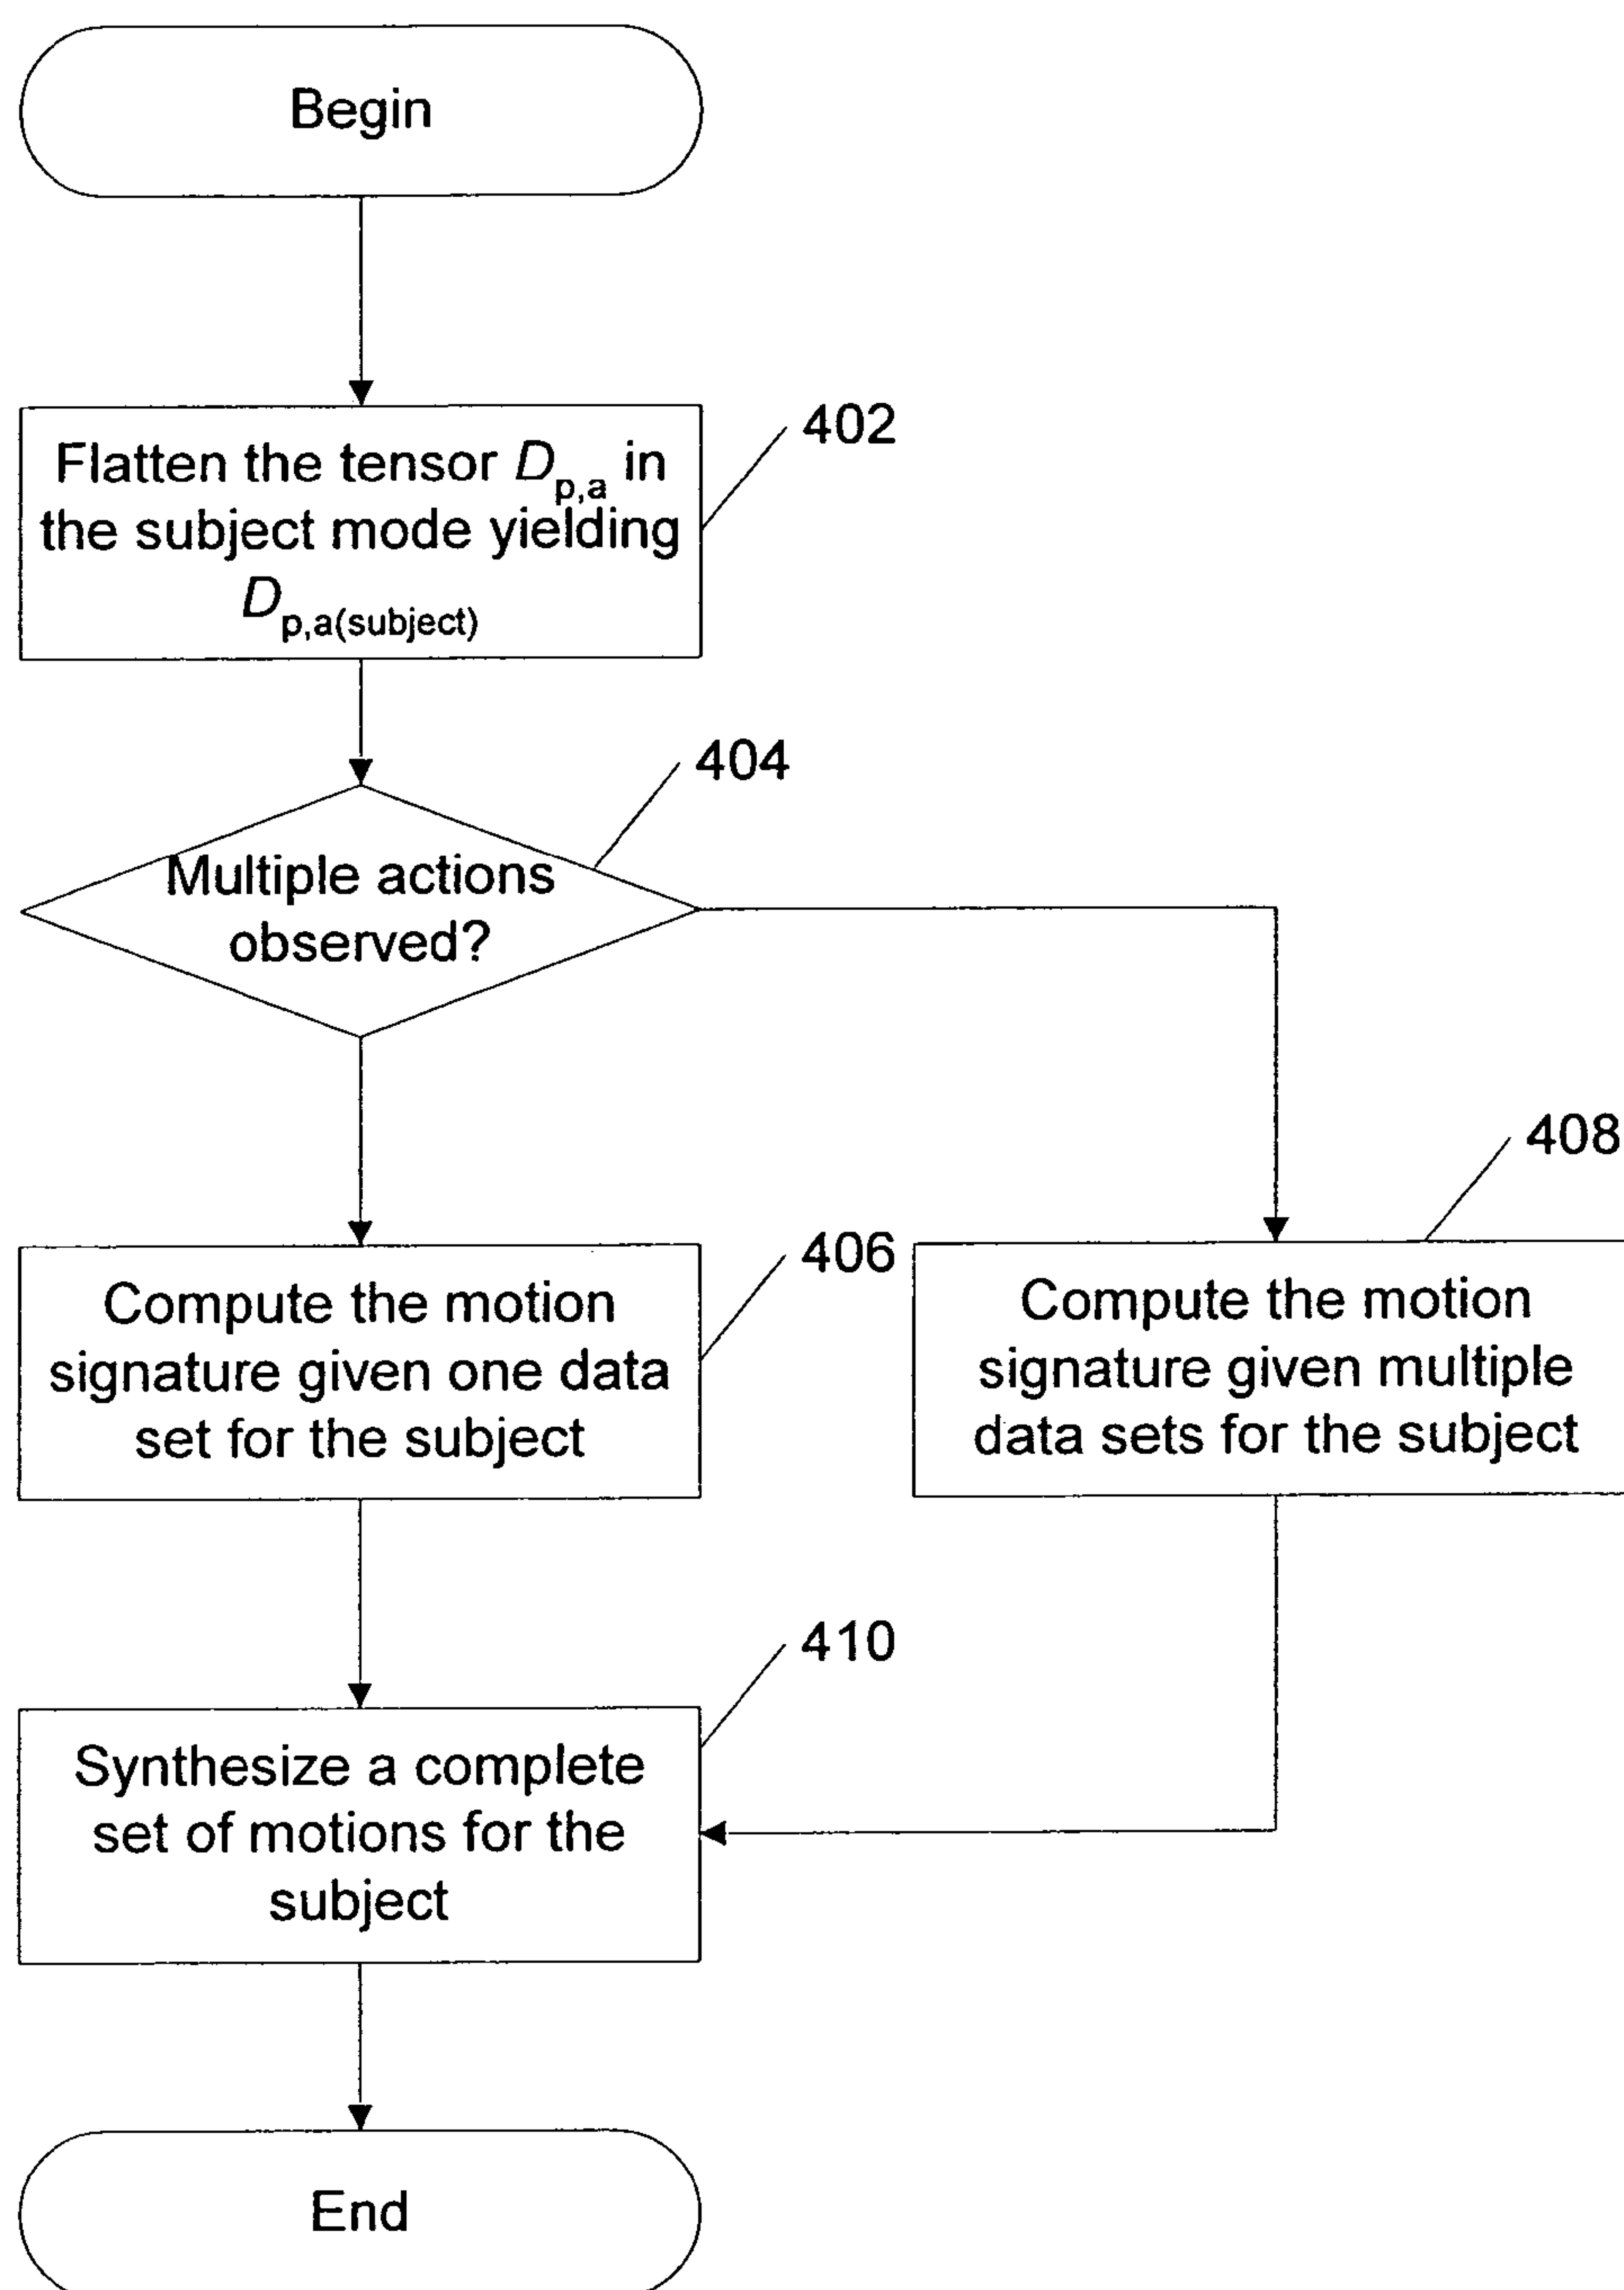 Begin
Flatten the tensor D p,a in
the subject mode yielding
D p,a(subject)
402
Multiple actions
observed?
404
Compute the motion
signature given one data
set for the subject
406
Compute the motion
signature given multiple
data sets for the subject
408
Synthesize a complete
set of motions for the
subject
410
End